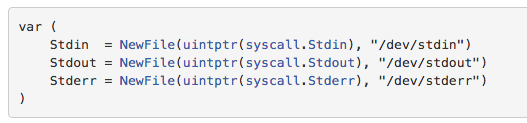 var (
    Stdin  = NewFile(uintptr(syscall.Stdin), "/dev/stdin")
    Stdout = NewFile(uintptr(syscall.Stdout), "/dev/stdout")
    Stderr = NewFile(uintptr(syscall.Stderr), "/dev/stderr")
)